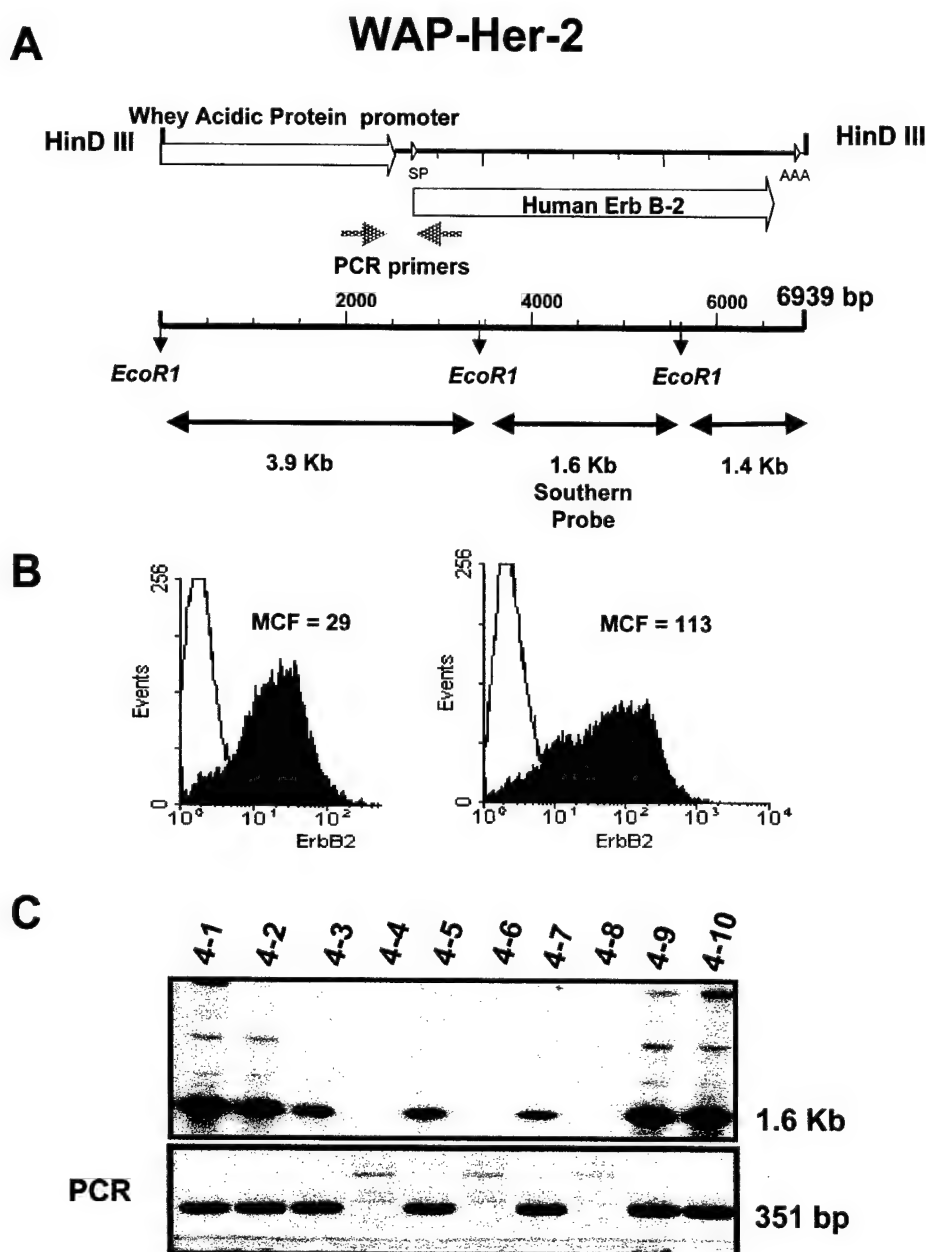 WAP-Her-2
A
Whey Acidic Protein promoter
HinD III
HinD III
SP
AAA
Human Erb B-2
PCR primers
2000
4000
6000
6939 bp
EcoR1
EcoR1
EcoR1
3.9 Kb
1.6 Kb
1.4 Kb
Southern
Probe
B
256
Events
0
MCF = 29
10⁰ 10¹ 10²
ErbB2
256
Events
0
MCF = 113
10⁰ 10¹ 10² 10³ 10⁴
ErbB2
C
4-1 4-2 4-3 4-4 4-5 4-6 4-7 4-8 4-9 4-10
1.6 Kb
PCR
351 bp